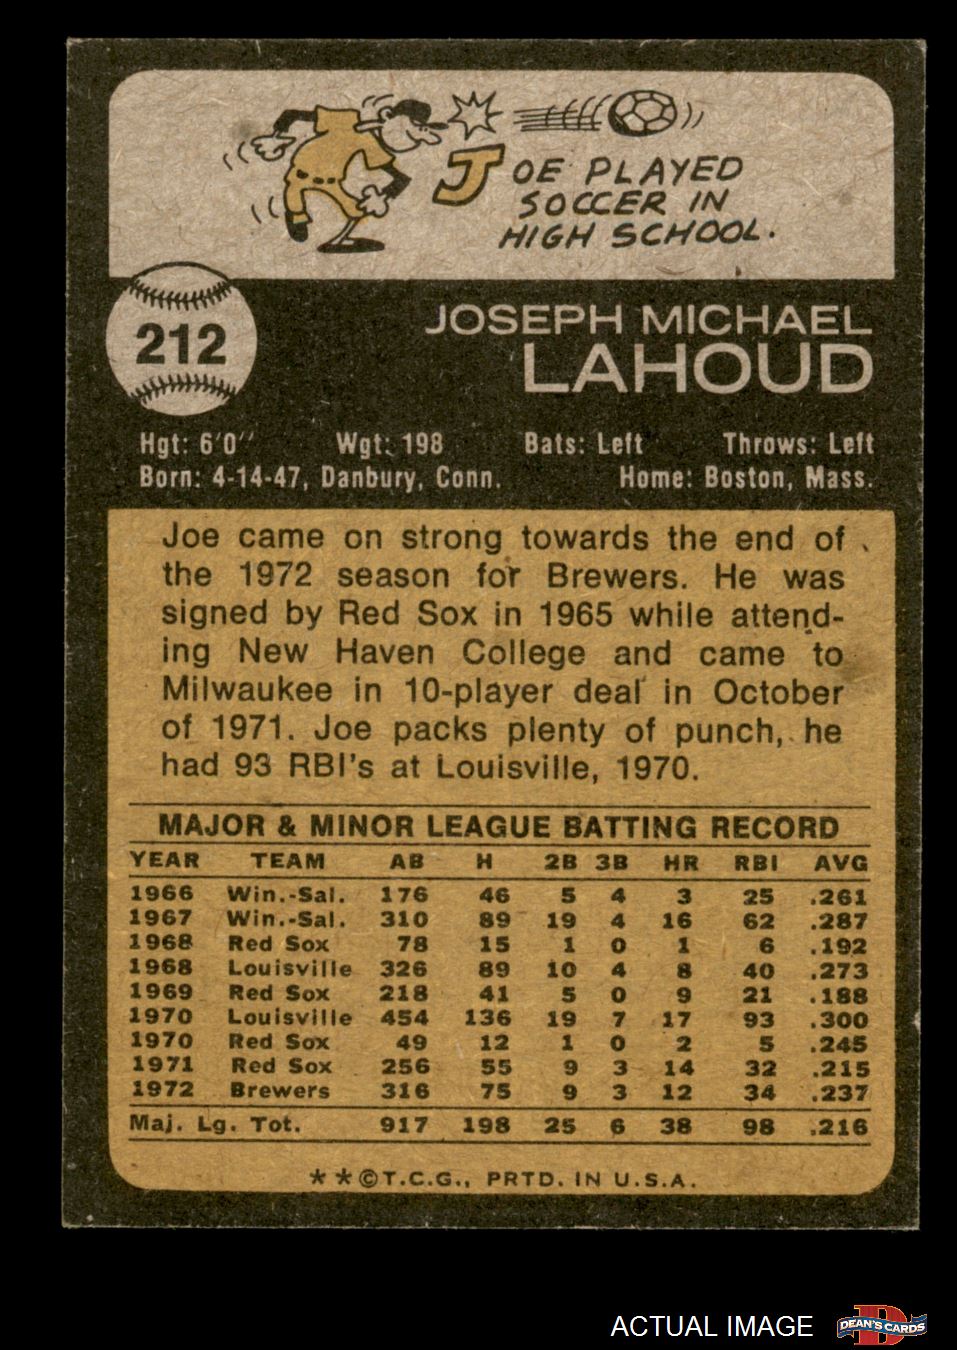 JOE PLAYED
SOCCER IN
HIGH SCHOOL.
212
JOSEPH MICHAEL
LAHOUD
Hgt: 6'0" Wgt: 198 Bats: Left Throws: Left
Born: 4-14-47, Danbury, Conn. Home: Boston, Mass.
Joe came on strong towards the end of
the 1972 season for Brewers. He was
signed by Red Sox in 1965 while attend-
ing New Haven College and came to
Milwaukee in 10-player deal in October
of 1971. Joe packs plenty of punch, he
had 93 RBI's at Louisville, 1970.
MAJOR & MINOR LEAGUE BATTING RECORD
YEAR TEAM AB H 2B 3B HR RBI AVG
1966 Win.-Sal. 176 46 5 4 3 25 .261
1967 Win.-Sal. 310 89 19 4 16 62 .287
1968 Red Sox 78 15 1 0 1 6 .192
1968 Louisville 326 89 10 4 8 40 .273
1969 Red Sox 218 41 5 0 9 21 .188
1970 Louisville 454 136 19 7 17 93 .300
1970 Red Sox 49 12 1 0 2 5 .245
1971 Red Sox 256 55 9 3 14 32 .215
1972 Brewers 316 75 9 3 12 34 .237
Maj. Lg. Tot. 917 198 25 6 38 98 .216
**©T.C.G., PRTD. IN U.S.A.
ACTUAL IMAGE
D
DEAN'S CARDS